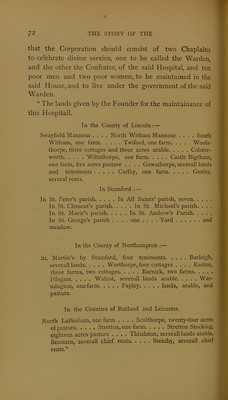 72 THE STORY OF THE
that the Corporation should consist of two Chaplains
to celebrate divine service, one to be called the Warden,
and the other the Confrater, of the said Hospital, and ten
poor men and two poor women, to be maintained in the
said House, and to live under the government of the said
Warden.
"The lands given by the Founder for the maintainance of
this Hospitall.
In the County of Lincoln:—
Swayfield Mannour . . . . North Witham Mannour . . . . South
Witham, one farm. . . . . Twiford, one farm. . . . . Wools-
thorpe, three cottages and three acres arable. . . . . Colster-
worth. . . . . Wilsthorpe, one farm. . . . . Castle Bigtham,
one farm, five acres pasture . . . . Gowsthorpe, severall lands
and tenements . . . . Carlby, one farm. . . . .
several rents.
In Stamford:—
In St. Peter's parish. . . . . In All Saints' parish, seven. . . . .
In St. Clement's parish. . . . . In St. Michael's parish. . . .
In St. Marie's parish. . . . . In St. Andrew's Parish. . . . .
In St. George's parish . . . . one . . . . Yard . . . . . . and
meadow.
In the County of Northampton:—
St. Martin's by Stamford, four tenements . . . . Burleigh,
severall lands. . . . . Worthorpe, four cottages . . . . Easton,
three farms, two cottages. . . . . Barnick, two farms. . . . .
Pilsgate. . . . . Walcot, severall lands arable. . . . . War-
mington, one farm. . . . . Papley. . . . . lands, arable, and
pasture.
In the Counties of Rutland and Leicester.
North Luffenham, one farm . . . . Sculthorpe, twenty-four acres
of pasture. . . . . Stretton, one farm. . . . . Stretton Stocking,
eighteen acres pasture . . . . Thistleton, severall lands arable,
Sewstern, severall chief rents. . . . . Stainby, severall chief
rents."